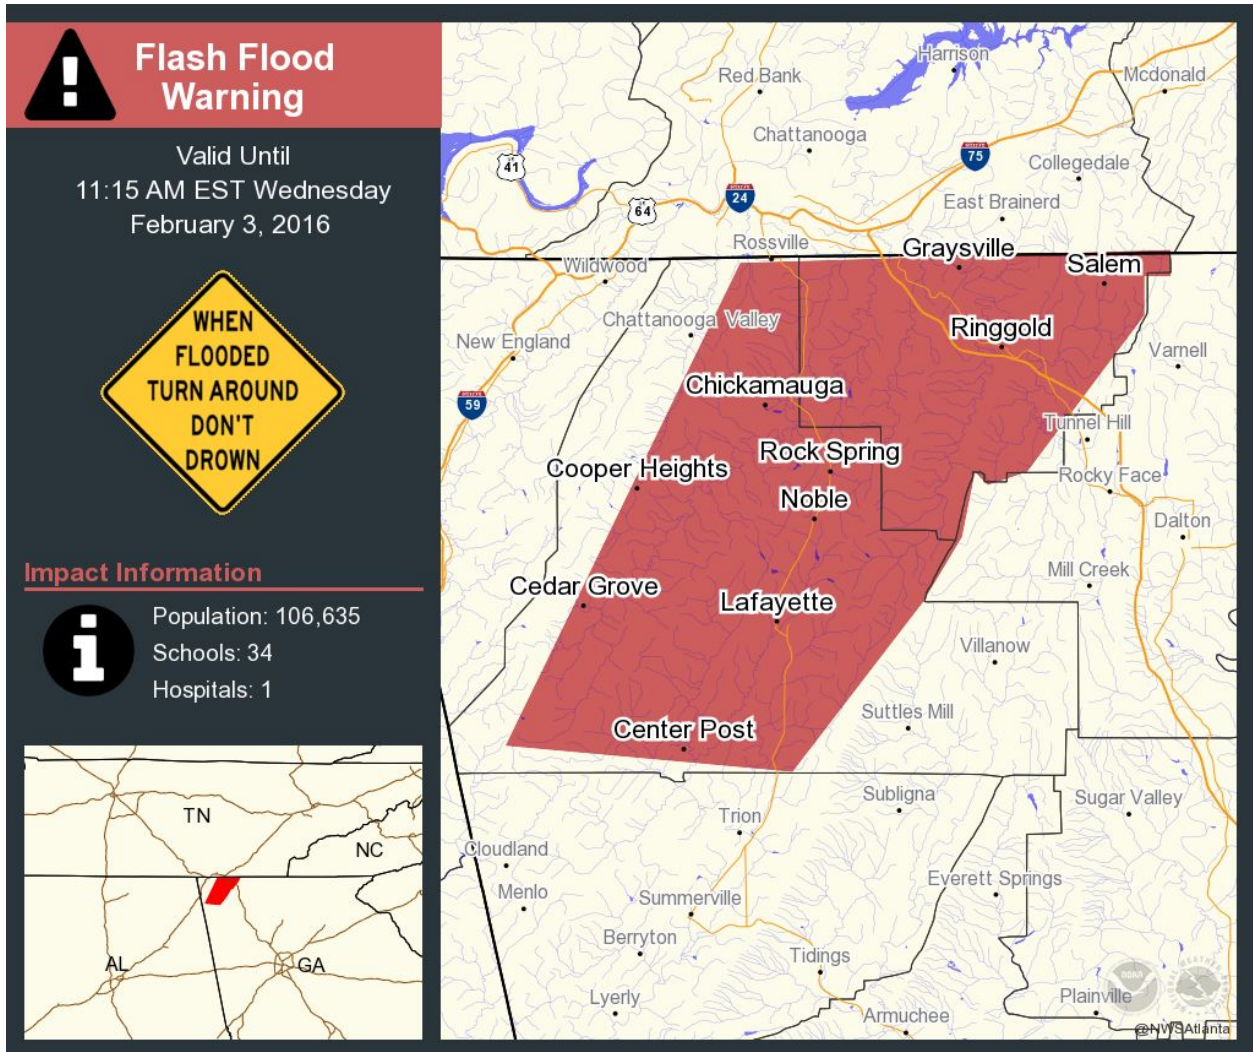 Flash Flood
Warning
Valid Until
11:15 AM EST Wednesday
February 3, 2016
WHEN
FLOODED
TURN AROUND
DON'T
DROWN
Impact Information
Population: 106,635
Schools: 34
Hospitals: 1
TN
NC
AL
GA
Harrison
Red Bank
Mcdonald
Chattanooga
41
75
Collegedale
24
64
East Brainerd
Rossville
Graysville
Wildwood
Salem
Chattanooga Valley
Ringgold
New England
Varnell
Chickamauga
59
Tunnel Hill
Rock Spring
Cooper Heights
Rocky Face
Noble
Dalton
Mill Creek
Cedar Grove
Lafayette
Villanow
Suttles Mill
Center Post
Subligna
Sugar Valley
Trion
Cloudland
Everett Springs
Menlo
Summerville
Berryton
Tidings
Lyerly
Plainville
Armuchee
@NWSAtlanta